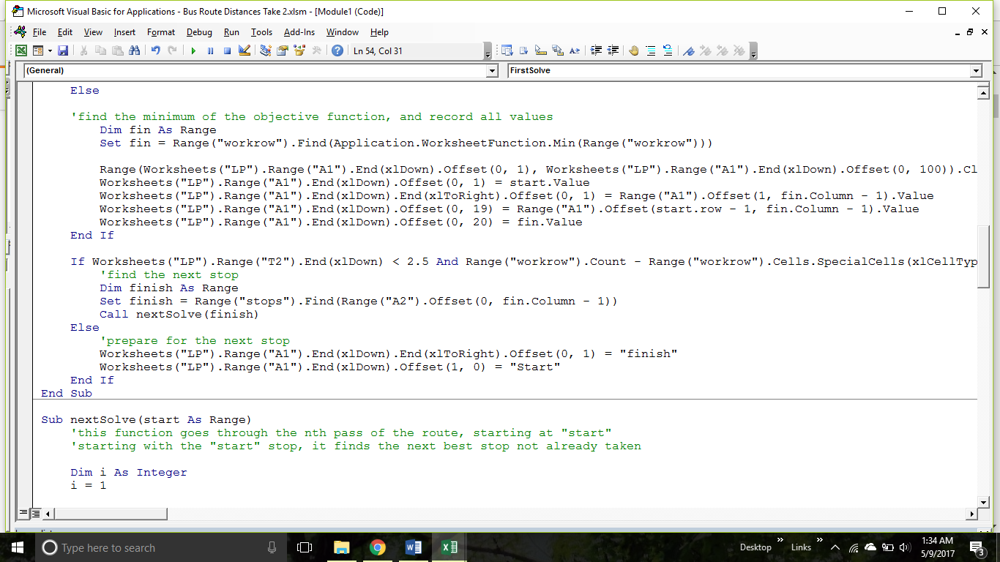 Microsoft Visual Basic for Applications - Bus Route Distances Take 2.xlsm - [Module1 (Code)]
File Edit View Insert Format Debug Run Tools Add-Ins Window Help
Ln 54, Col 31
(General) FirstSolve
Else
'find the minimum of the objective function, and record all values
Dim fin As Range
Set fin = Range("workrow").Find(Application.WorksheetFunction.Min(Range("workrow")))
Range(Worksheets("LP").Range("A1").End(xlDown).Offset(0, 1), Worksheets("LP").Range("A1").End(xlDown).Offset(0, 100)).Cl
Worksheets("LP").Range("A1").End(xlDown).Offset(0, 1) = start.Value
Worksheets("LP").Range("A1").End(xlDown).End(xlToRight).Offset(0, 1) = Range("A1").Offset(1, fin.Column - 1).Value
Worksheets("LP").Range("A1").End(xlDown).Offset(0, 19) = Range("A1").Offset(start.row - 1, fin.Column - 1).Value
Worksheets("LP").Range("A1").End(xlDown).Offset(0, 20) = fin.Value
End If
If Worksheets("LP").Range("T2").End(xlDown) < 2.5 And Range("workrow").Count - Range("workrow").Cells.SpecialCells(xlCellTyp
'find the next stop
Dim finish As Range
Set finish = Range("stops").Find(Range("A2").Offset(0, fin.Column - 1))
Call nextSolve(finish)
Else
'prepare for the next stop
Worksheets("LP").Range("A1").End(xlDown).End(xlToRight).Offset(0, 1) = "finish"
Worksheets("LP").Range("A1").End(xlDown).Offset(1, 0) = "Start"
End If
End Sub
Sub nextSolve(start As Range)
'this function goes through the nth pass of the route, starting at "start"
'starting with the "start" stop, it finds the next best stop not already taken
Dim i As Integer
i = 1
Type here to search
Desktop » Links »
1:34 AM
5/9/2017
3